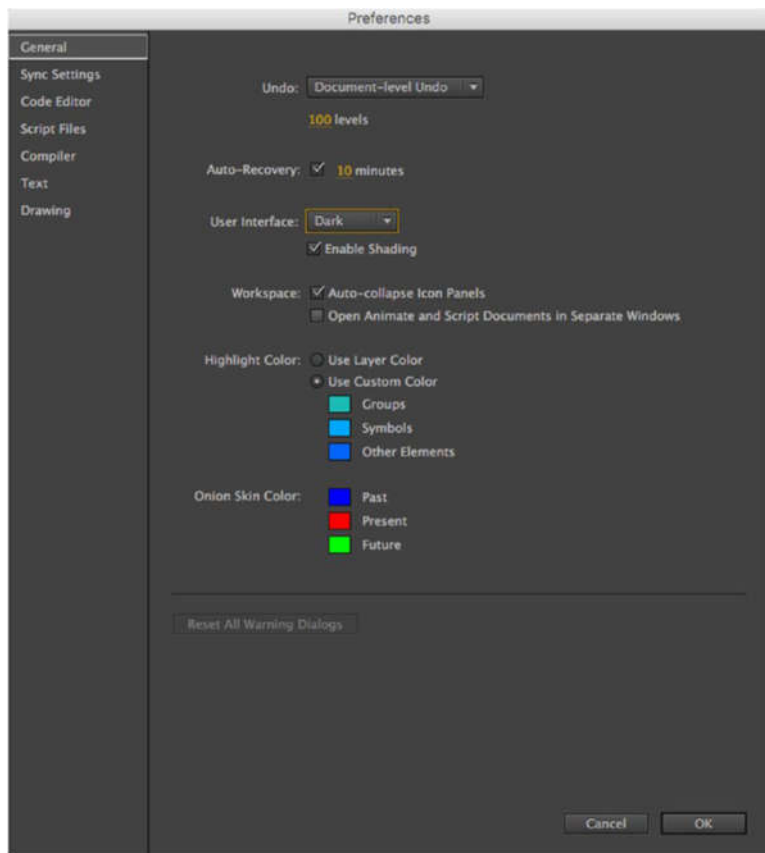 Preferences
General
Sync Settings
Code Editor
Script Files
Compiler
Text
Drawing
Undo: Document-level Undo
100 levels
Auto-Recovery: 10 minutes
User Interface: Dark
Enable Shading
Workspace: Auto-collapse Icon Panels
Open Animate and Script Documents in Separate Windows
Highlight Color: Use Layer Color
Use Custom Color
Groups
Symbols
Other Elements
Onion Skin Color: Past
Present
Future
Reset All Warning Dialogs
Cancel OK